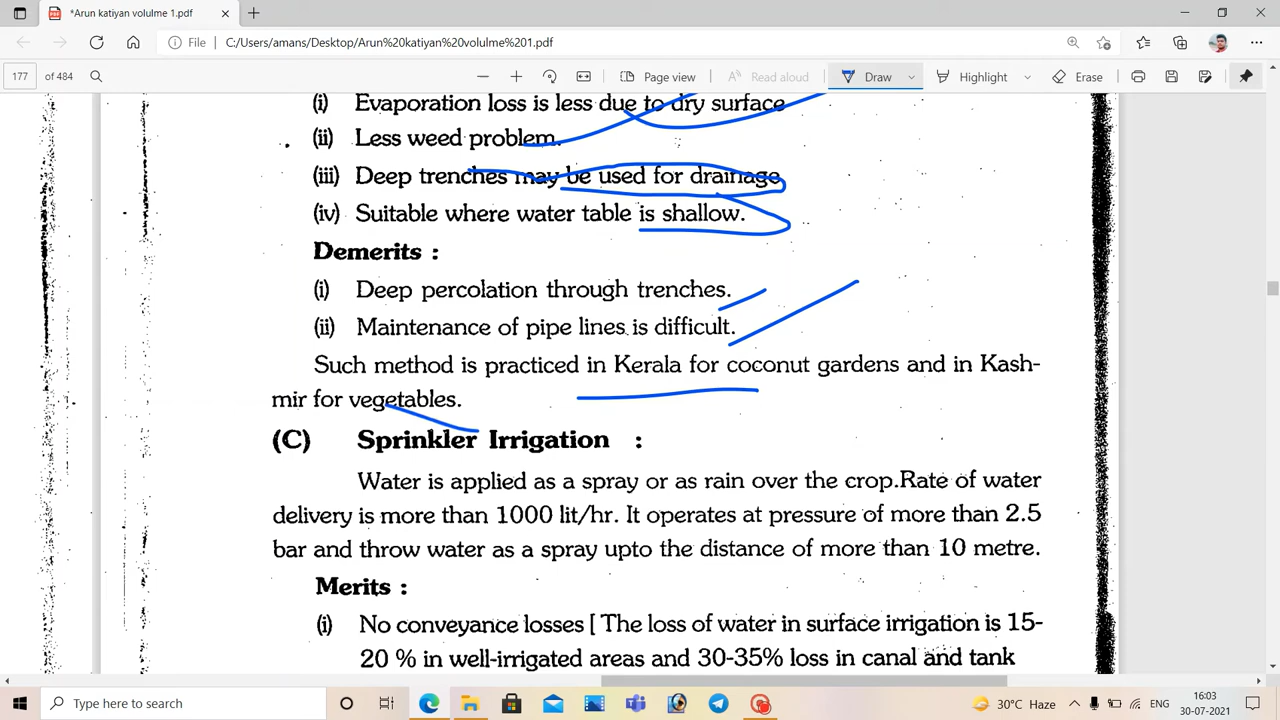 *Arun katiyan volulme 1.pdf
File
C:/Users/amans/Desktop/Arun%20katiyan%20volulme%201.pdf
177 of 484
Page view
Read aloud
Draw
Highlight
Erase
(i) Evaporation loss is less due to dry surface
(ii) Less weed problem.
(iii) Deep trenches may be used for drainage
(iv) Suitable where water table is shallow.
Demerits :
(i) Deep percolation through trenches.
(ii) Maintenance of pipe lines is difficult.
Such method is practiced in Kerala for coconut gardens and in Kash-
mir for vegetables.
(C) Sprinkler Irrigation :
Water is applied as a spray or as rain over the crop.Rate of water
delivery is more than 1000 lit/hr. It operates at pressure of more than 2.5
bar and throw water as a spray upto the distance of more than 10 metre.
Merits :
(i) No conveyance losses [ The loss of water in surface irrigation is 15-
20 % in well-irrigated areas and 30-35% loss in canal and tank
Type here to search
30°C Haze
ENG
16:03
30-07-2021